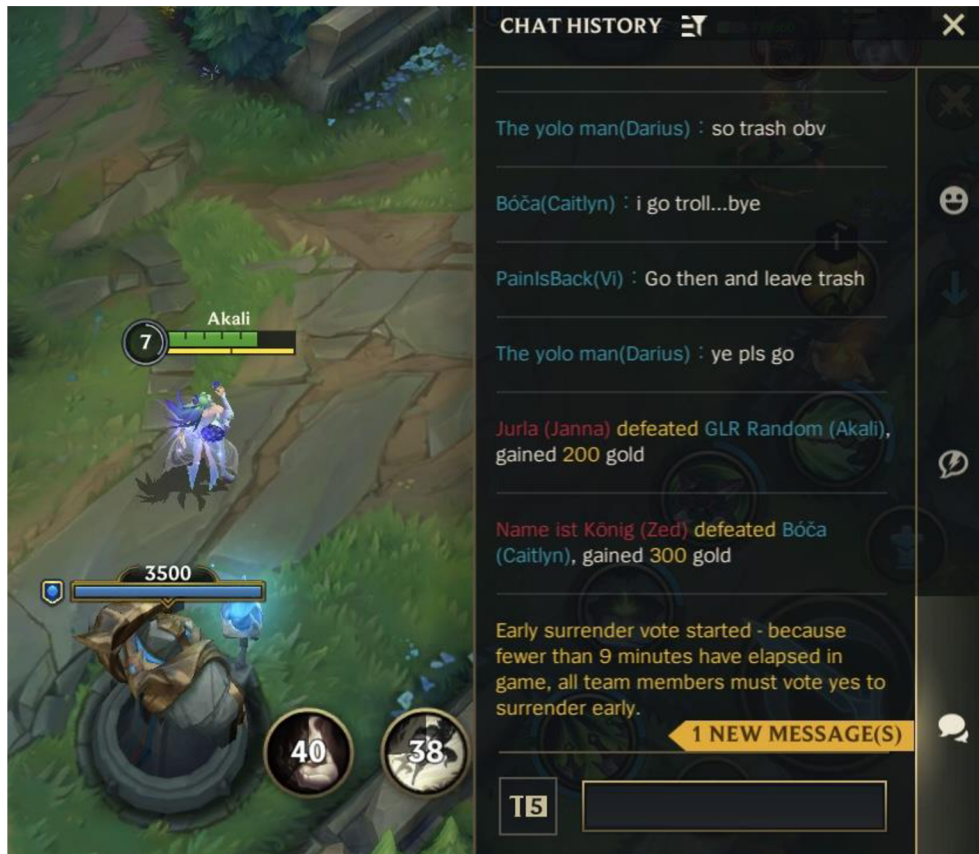 CHAT HISTORY
The yolo man(Darius) : so trash obv
Bóča(Caitlyn) : i go troll...bye
1
PainIsBack(Vi) : Go then and leave trash
Akali
7
The yolo man(Darius) : ye pls go
Jurla (Janna) defeated GLR Random (Akali),
gained 200 gold
Name ist König (Zed) defeated Bóča
(Caitlyn), gained 300 gold
3500
Early surrender vote started - because
fewer than 9 minutes have elapsed in
game, all team members must vote yes to
surrender early.
1 NEW MESSAGE(S)
40
38
T5